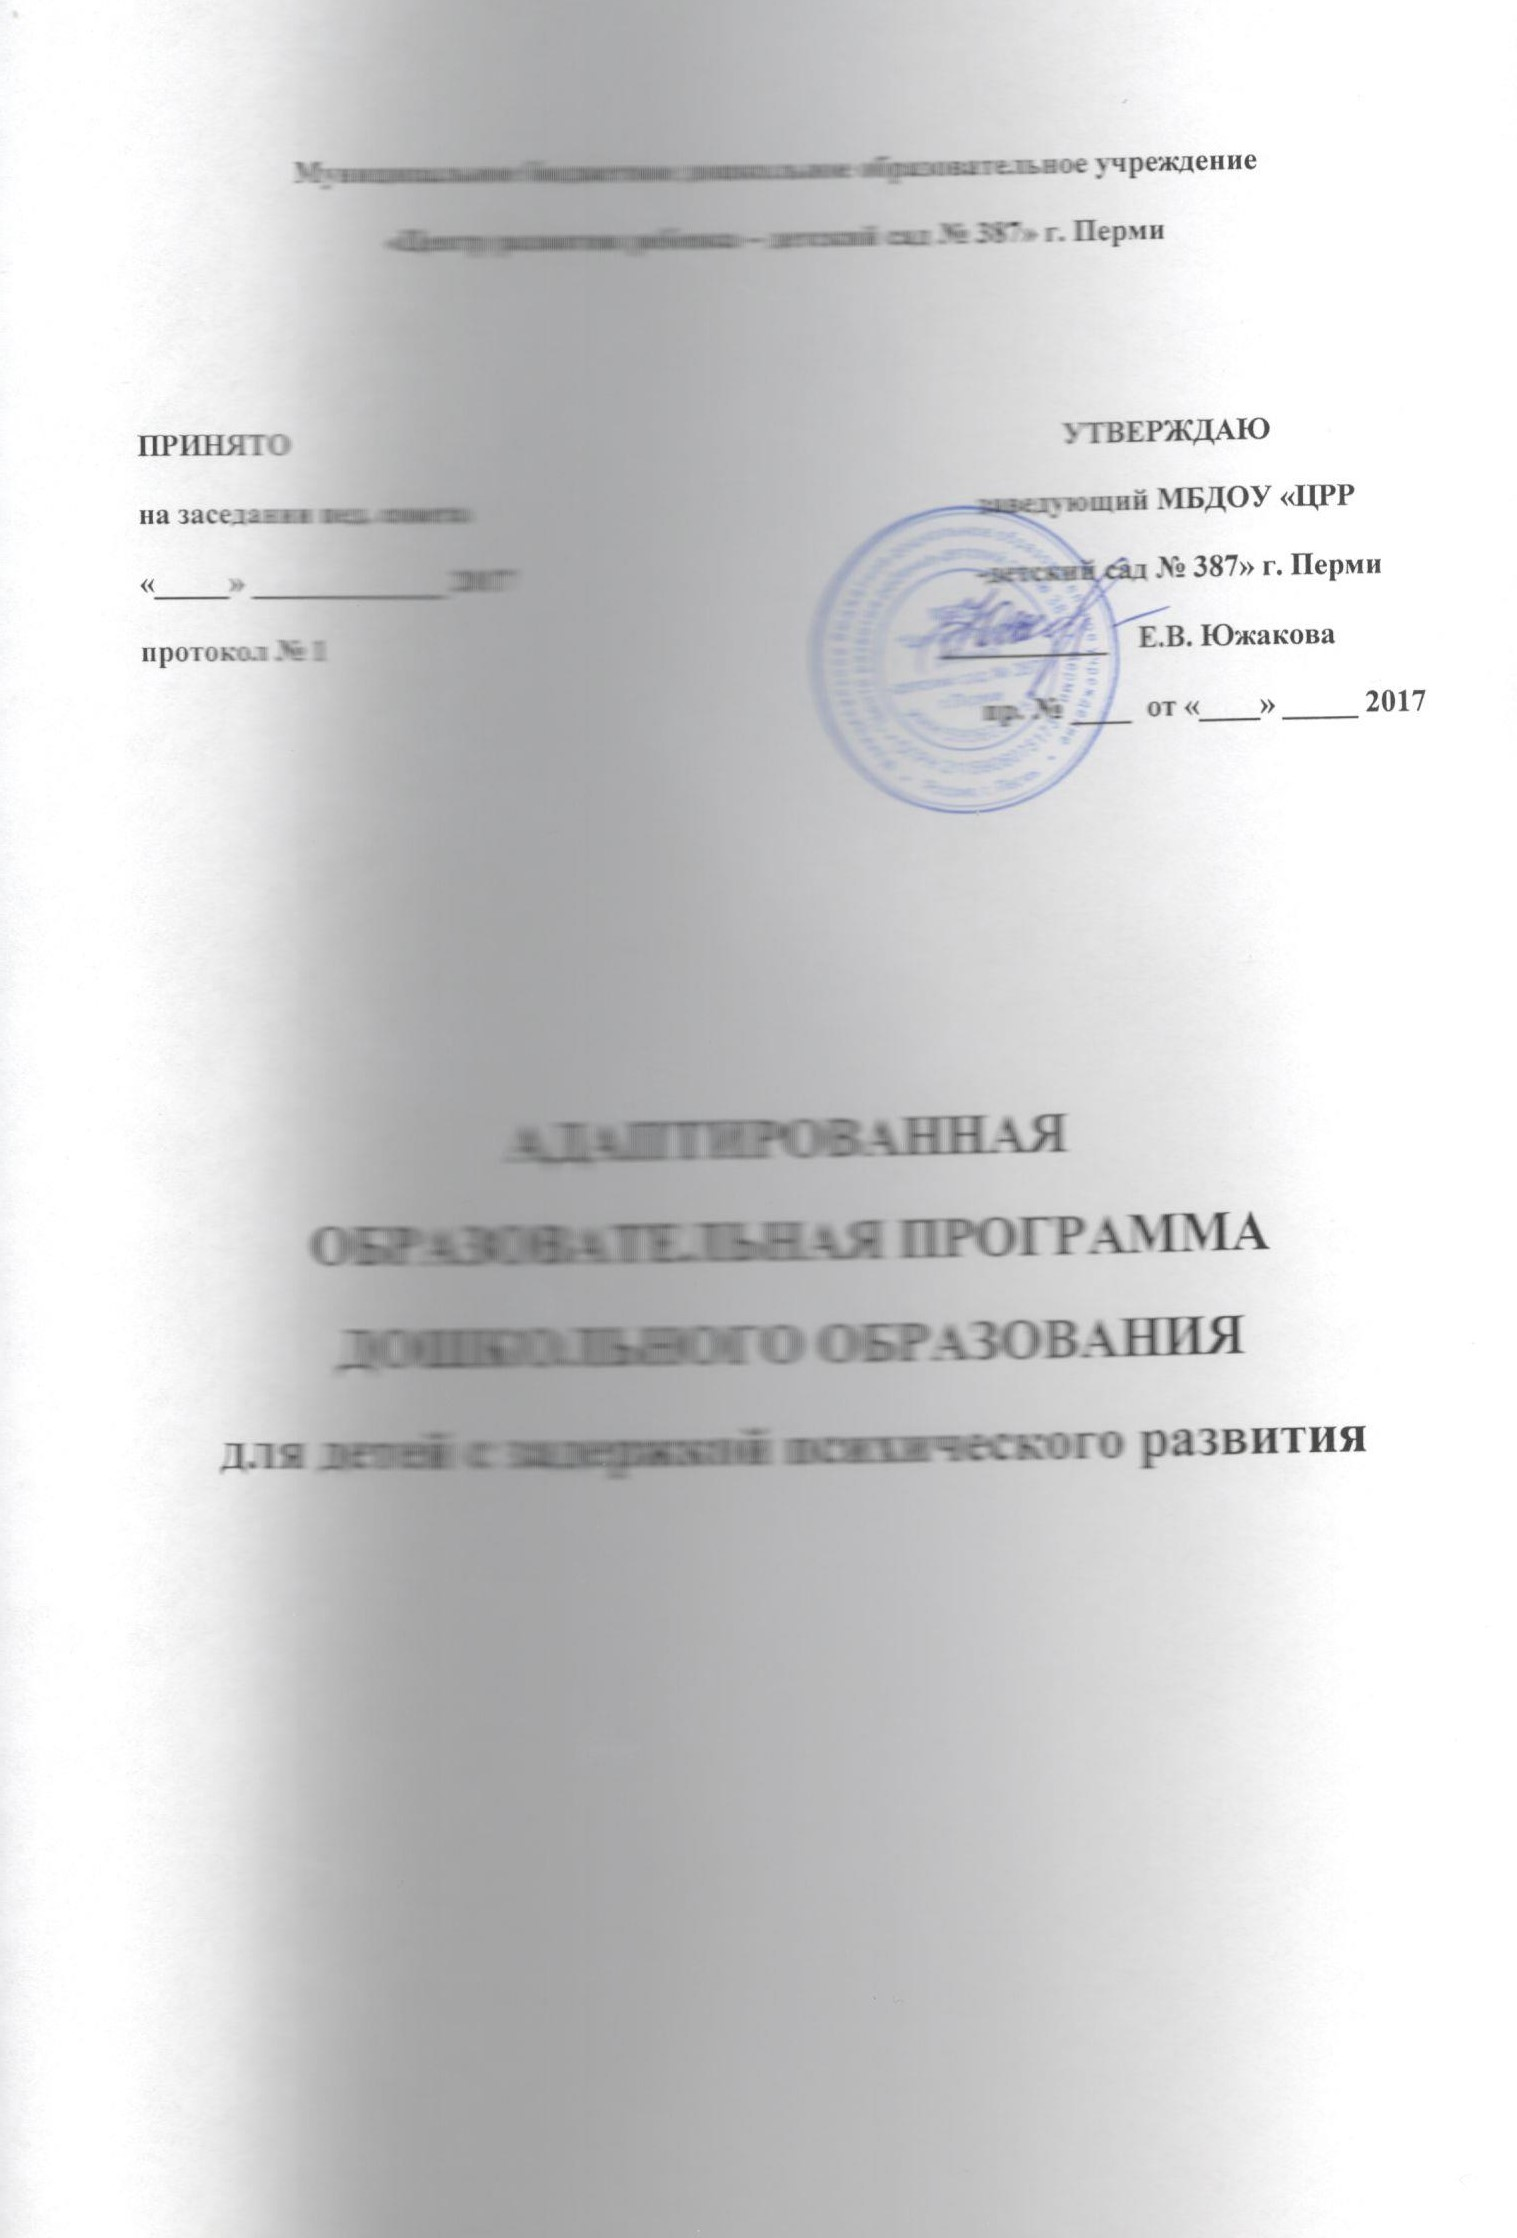 Муниципальное бюджетное дошкольное образовательное учреждение
«Центр развития ребенка – детский сад № 387» г. Перми
ПРИНЯТО
на заседании пед. совета
«_____» _____________ 2017
протокол № 1
УТВЕРЖДАЮ
заведующий МБДОУ «ЦРР
-детский сад № 387» г. Перми
___________ Е.В. Южакова
пр. № ____ от «____» _____ 2017
АДАПТИРОВАННАЯ
ОБРАЗОВАТЕЛЬНАЯ ПРОГРАММА
ДОШКОЛЬНОГО ОБРАЗОВАНИЯ
для детей с задержкой психического развития